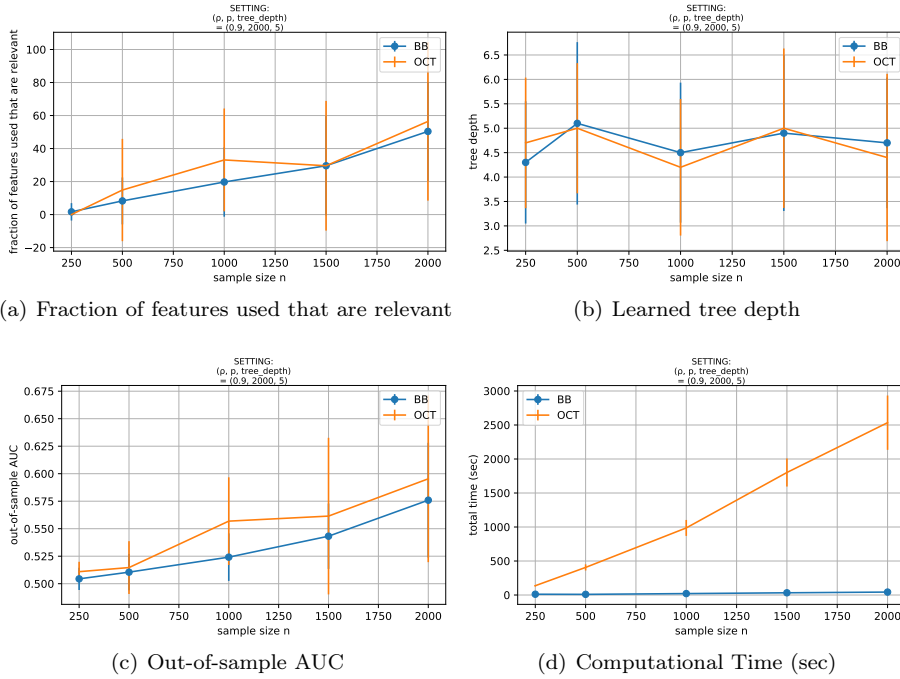 SETTING:
(ρ, p, tree_depth)
= (0.9, 2000, 5)
fraction of features used that are relevant
100
80
60
40
20
0
−20
BB
OCT
250 500 750 1000 1250 1500 1750 2000
sample size n
(a) Fraction of features used that are relevant
SETTING:
(ρ, p, tree_depth)
= (0.9, 2000, 5)
tree depth
6.5
6.0
5.5
5.0
4.5
4.0
3.5
3.0
2.5
BB
OCT
250 500 750 1000 1250 1500 1750 2000
sample size n
(b) Learned tree depth
SETTING:
(ρ, p, tree_depth)
= (0.9, 2000, 5)
out-of-sample AUC
0.675
0.650
0.625
0.600
0.575
0.550
0.525
0.500
BB
OCT
250 500 750 1000 1250 1500 1750 2000
sample size n
(c) Out-of-sample AUC
SETTING:
(ρ, p, tree_depth)
= (0.9, 2000, 5)
total time (sec)
3000
2500
2000
1500
1000
500
0
BB
OCT
250 500 750 1000 1250 1500 1750 2000
sample size n
(d) Computational Time (sec)